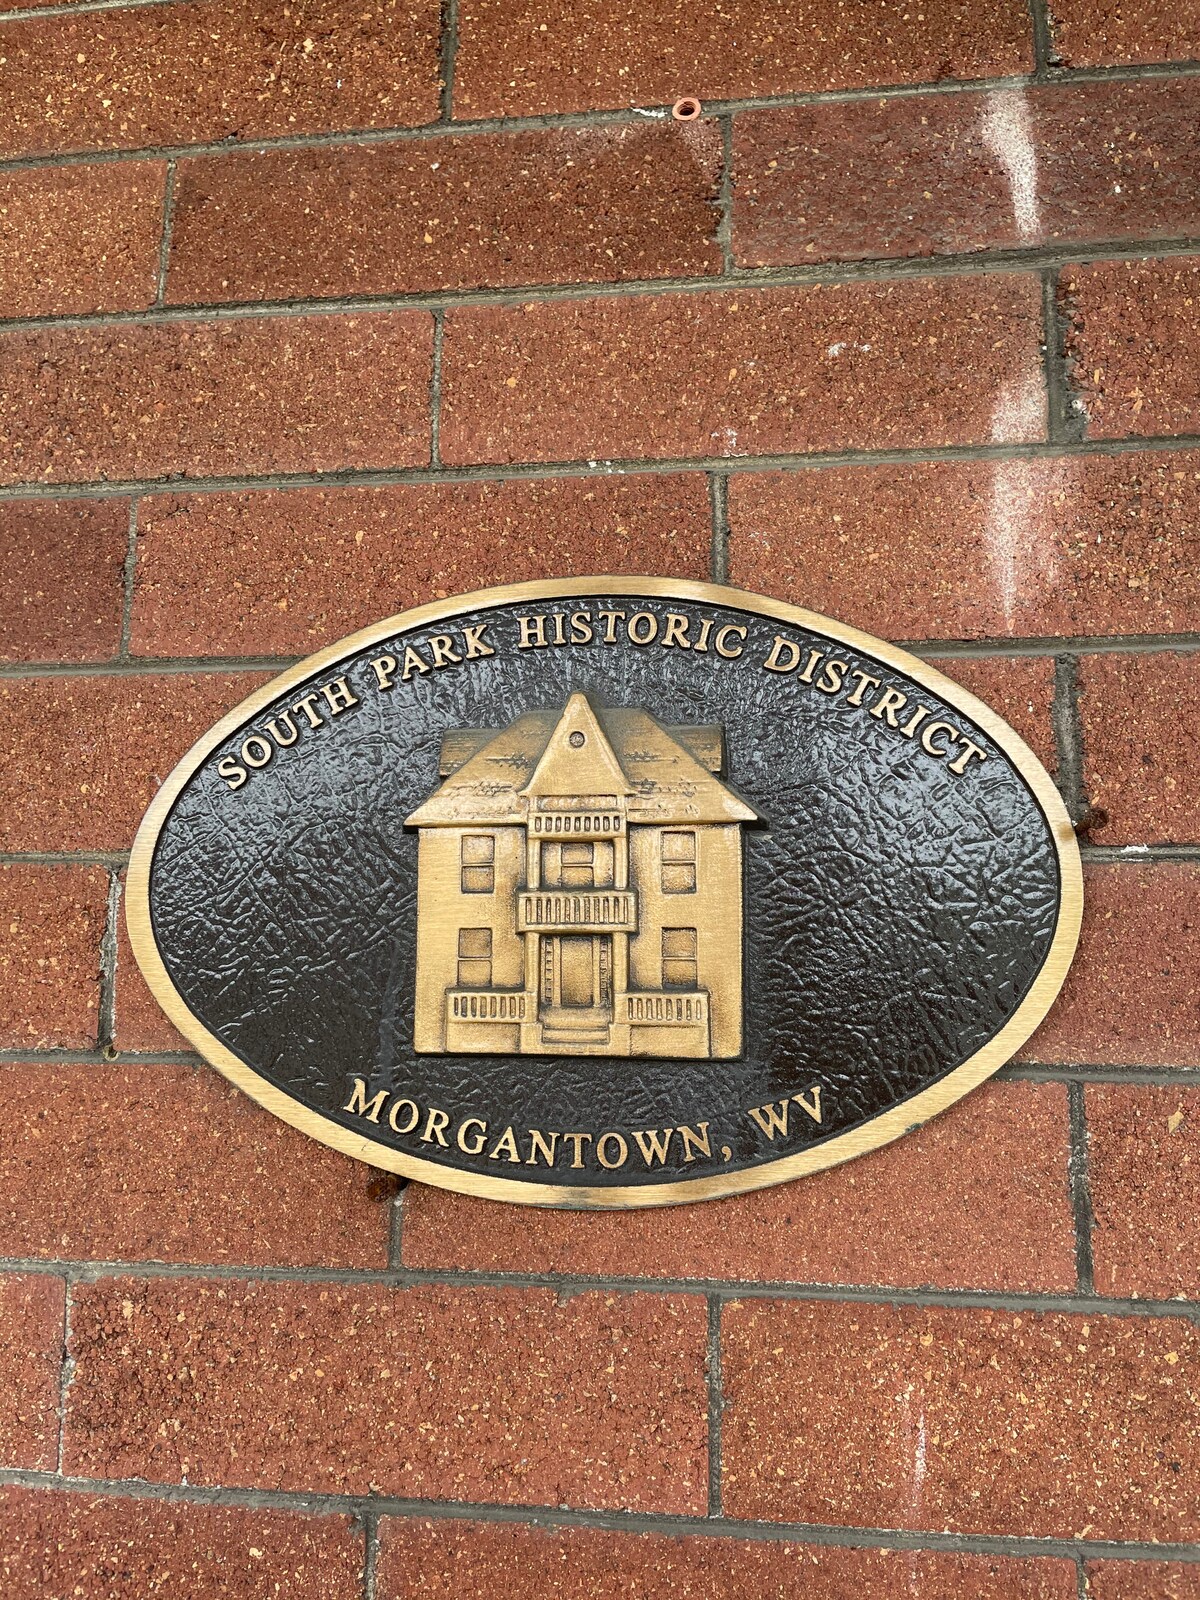 SOUTH PARK HISTORIC DISTRICT
MORGANTOWN, WV